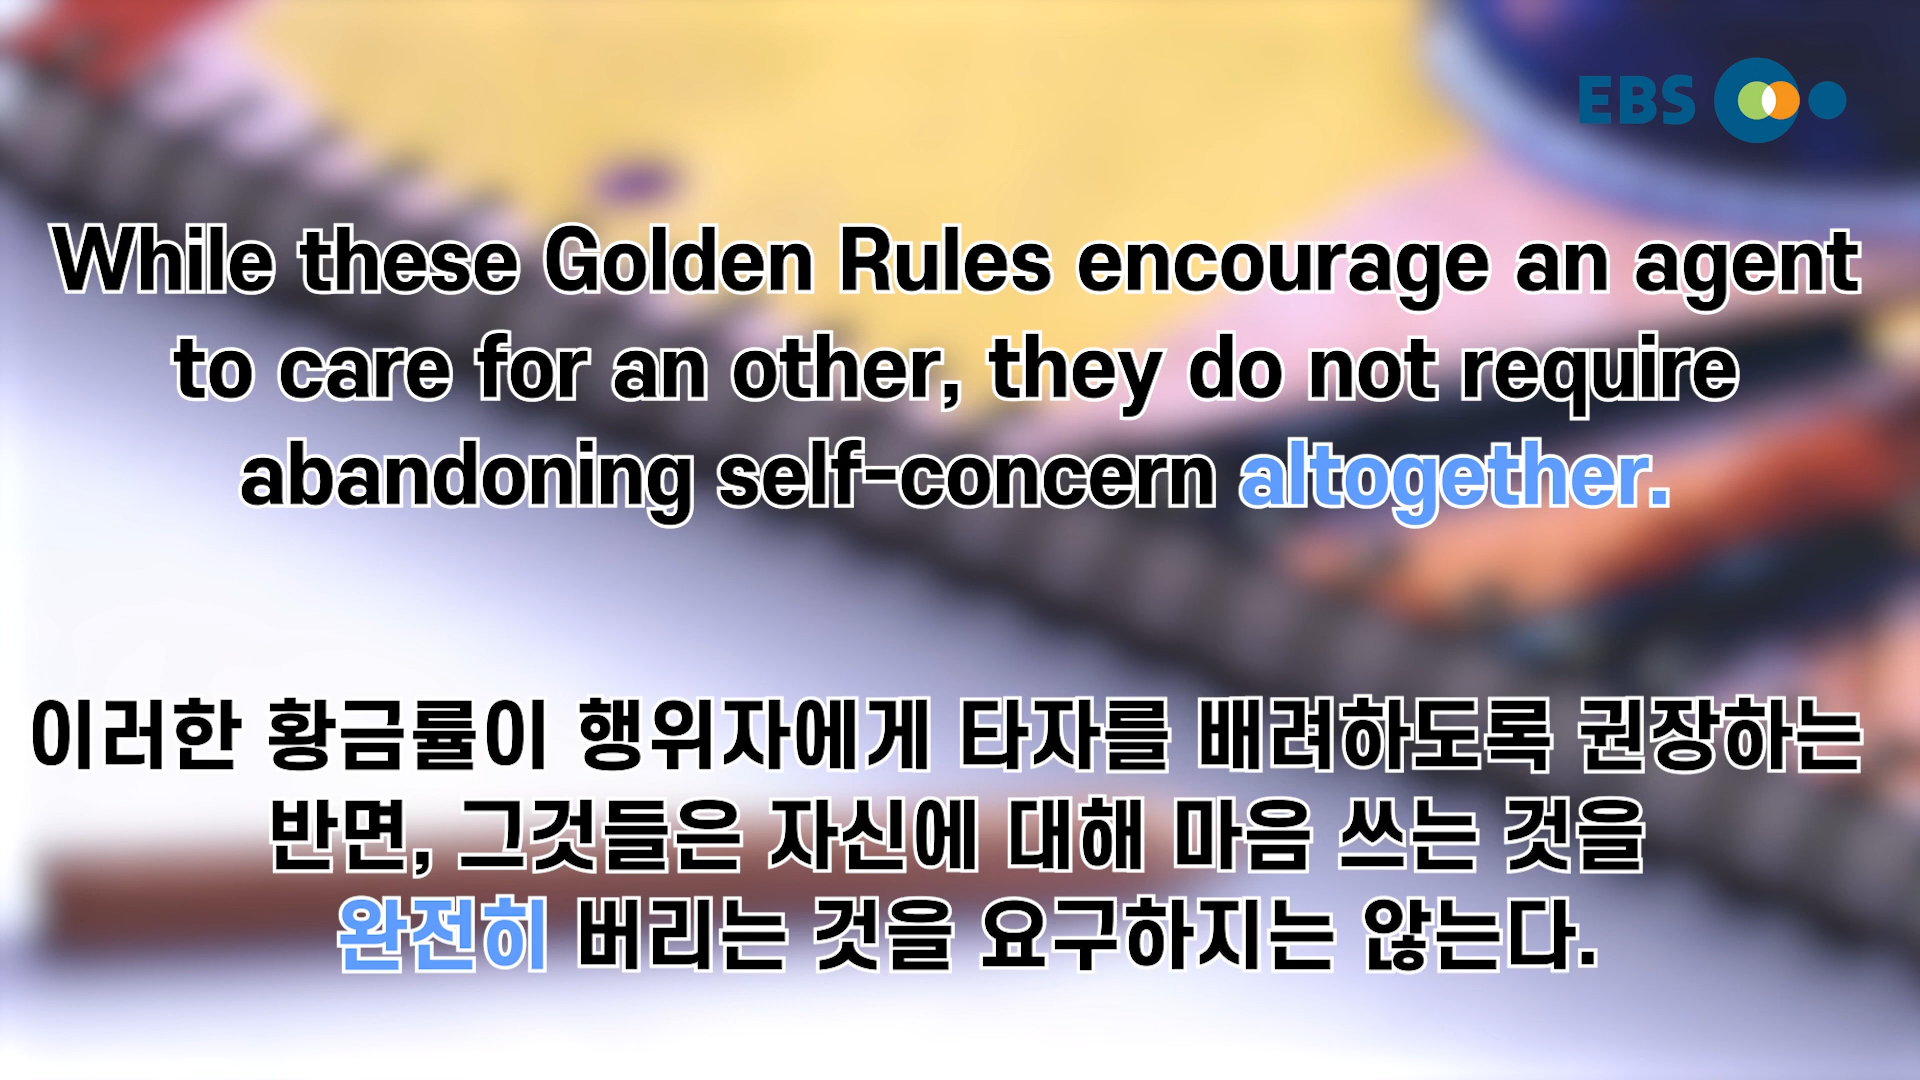 EBS
While these Golden Rules encourage an agent
to care for an other, they do not require
abandoning self-concern altogether.
이러한 황금률이 행위자에게 타자를 배려하도록 권장하는
반면, 그것들은 자신에 대해 마음 쓰는 것을
완전히 버리는 것을 요구하지는 않는다.